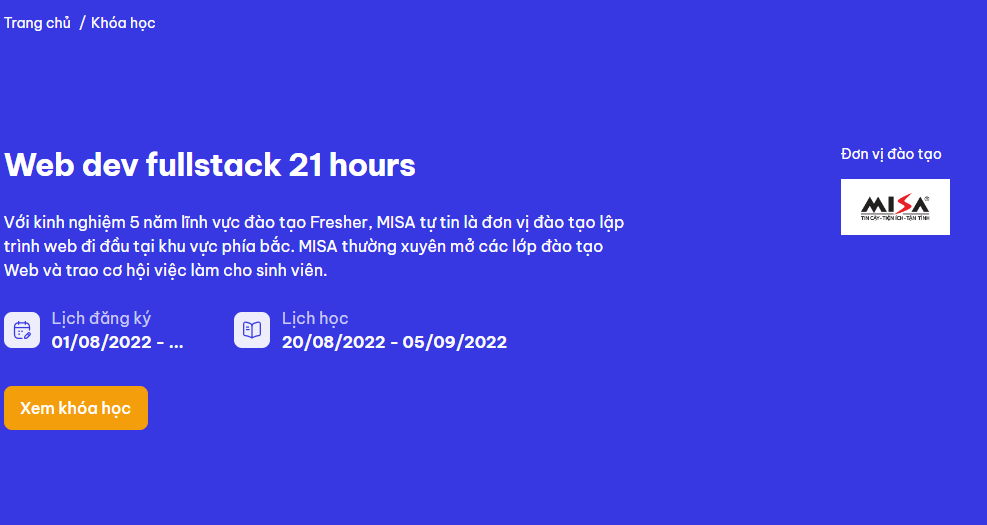 Trang chủ / Khóa học
Web dev fullstack 21 hours
Với kinh nghiệm 5 năm lĩnh vực đào tạo Fresher, MISA tự tin là đơn vị đào tạo lập
trình web đi đầu tại khu vực phía bắc. MISA thường xuyên mở các lớp đào tạo
Web và trao cơ hội việc làm cho sinh viên.
Lịch đăng ký
01/08/2022 - ...
Lịch học
20/08/2022 - 05/09/2022
Xem khóa học
Đơn vị đào tạo
MISA®
TIN CẬY - TIỆN ÍCH - TẬN TÌNH